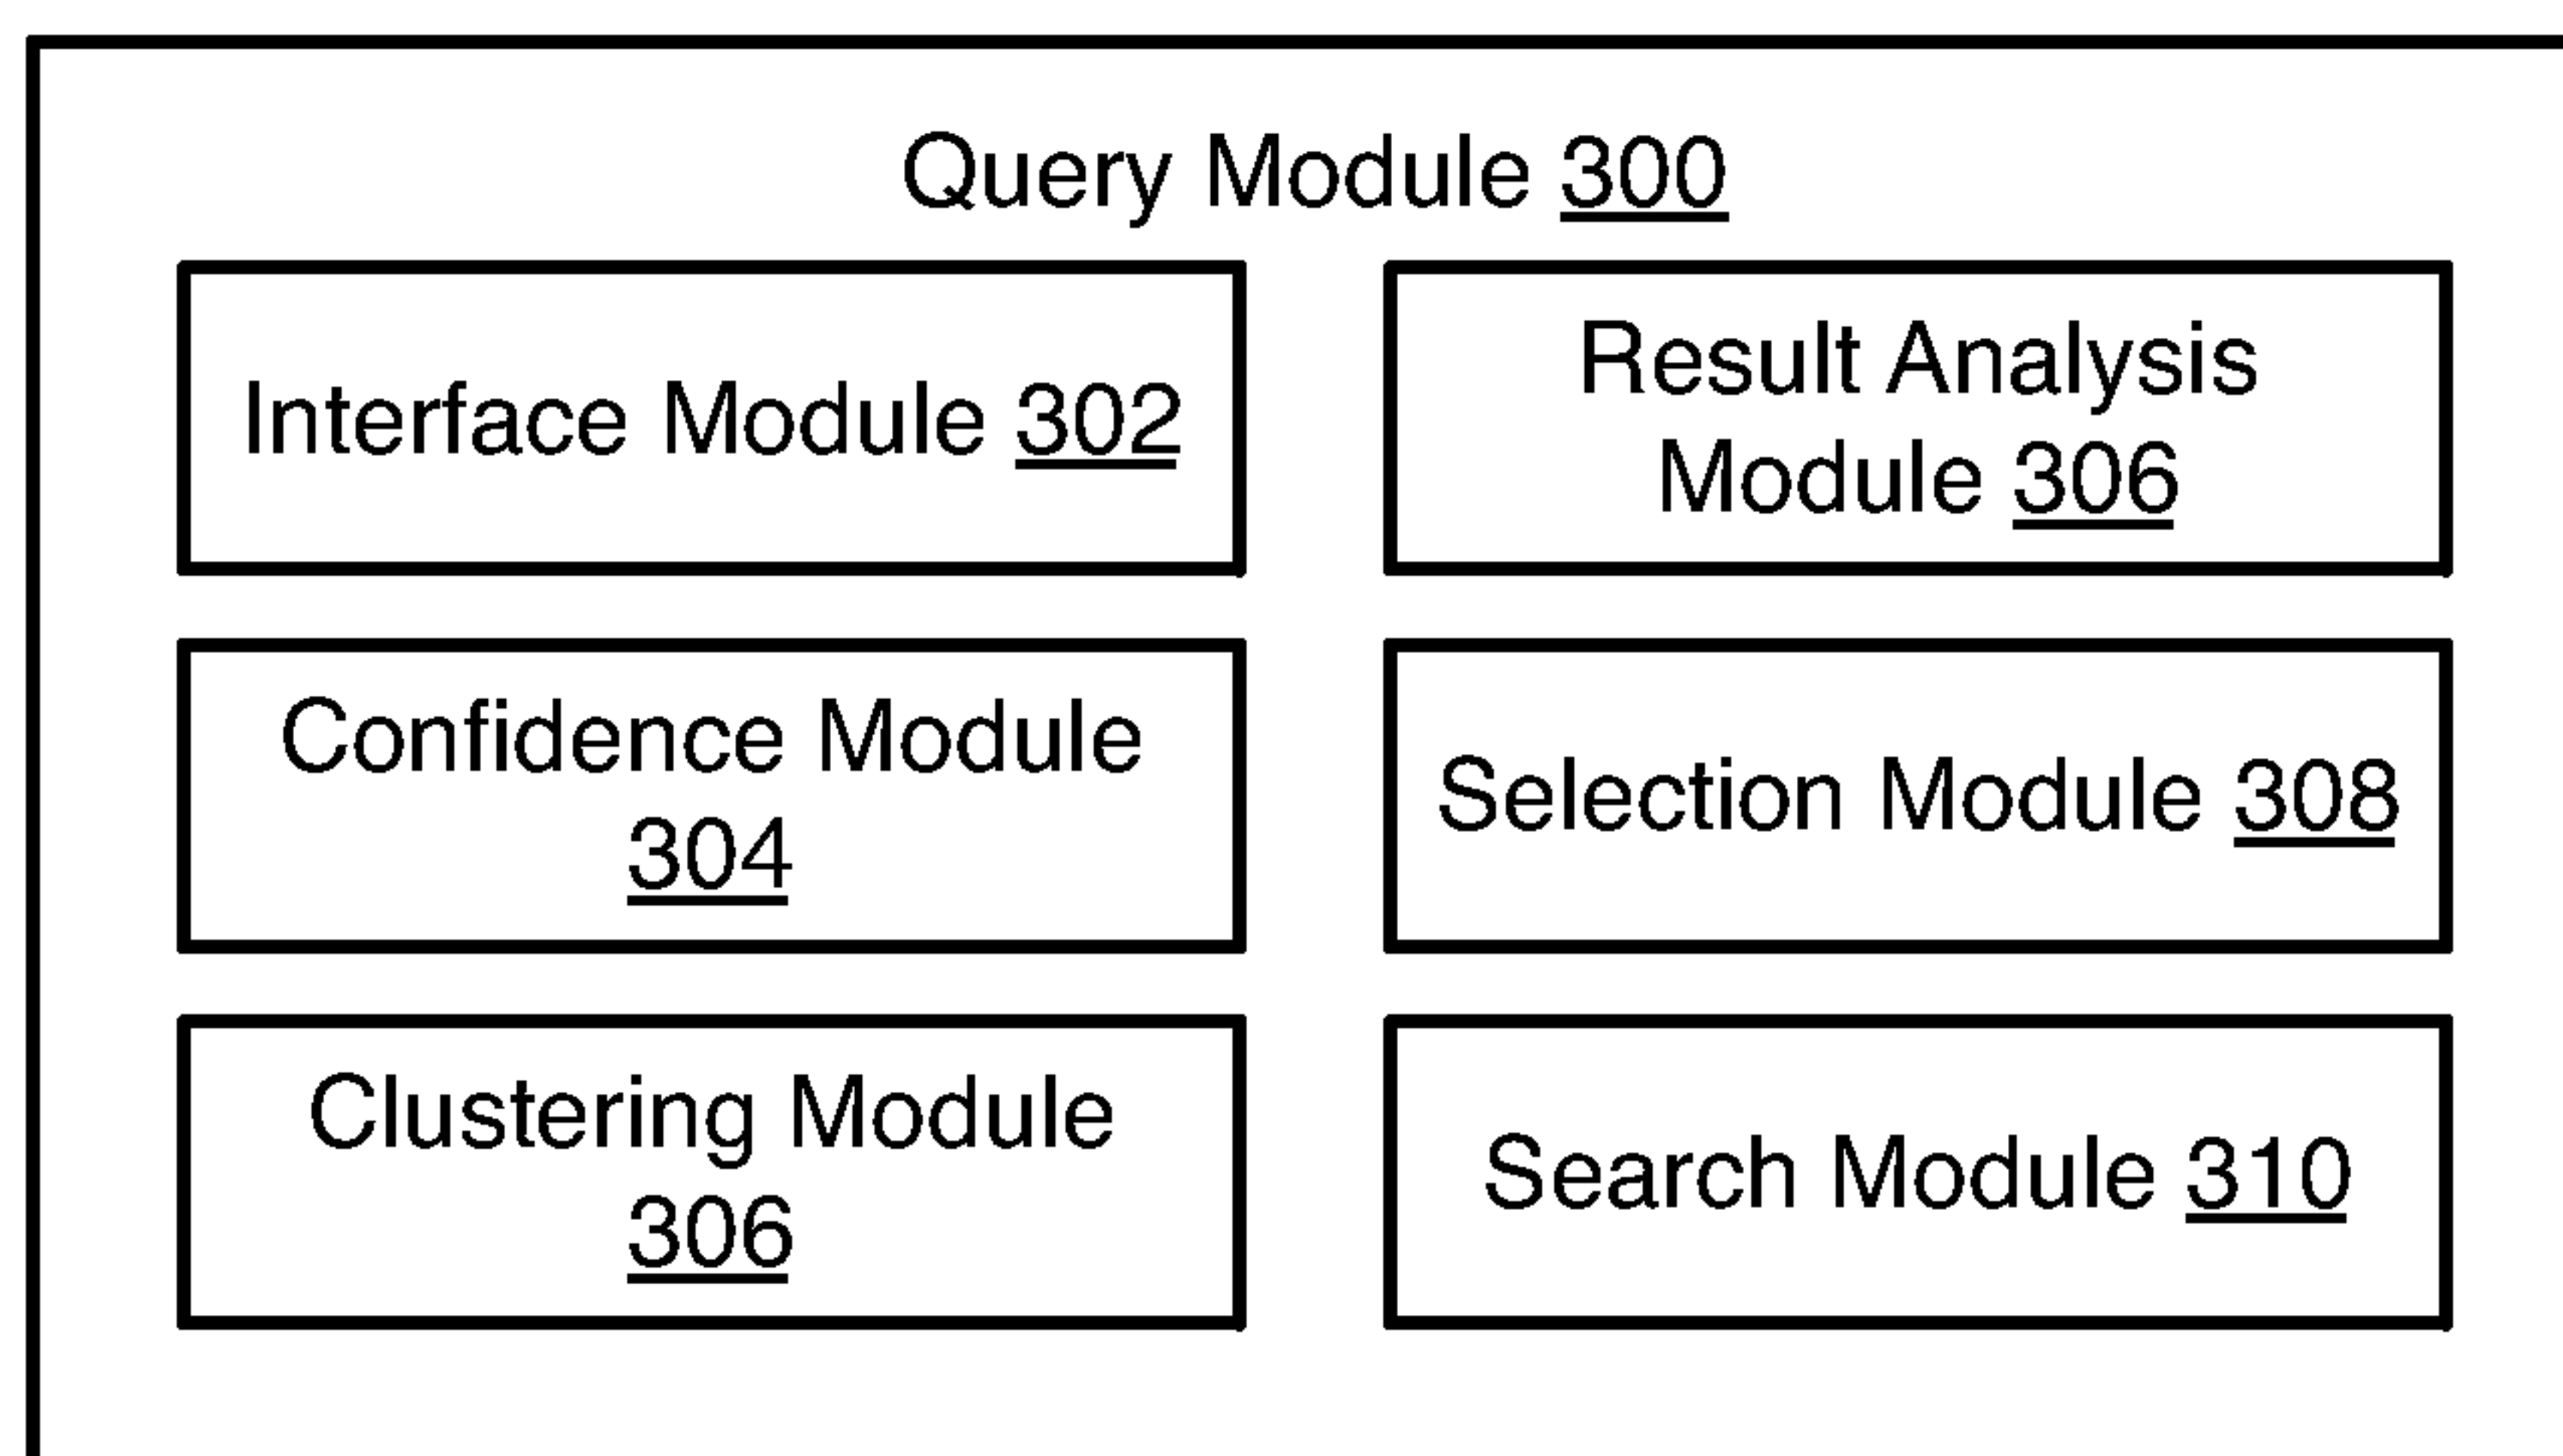 Query Module 300
Interface Module 302
Result Analysis
Module 306
Confidence Module
304
Selection Module 308
Clustering Module
306
Search Module 310